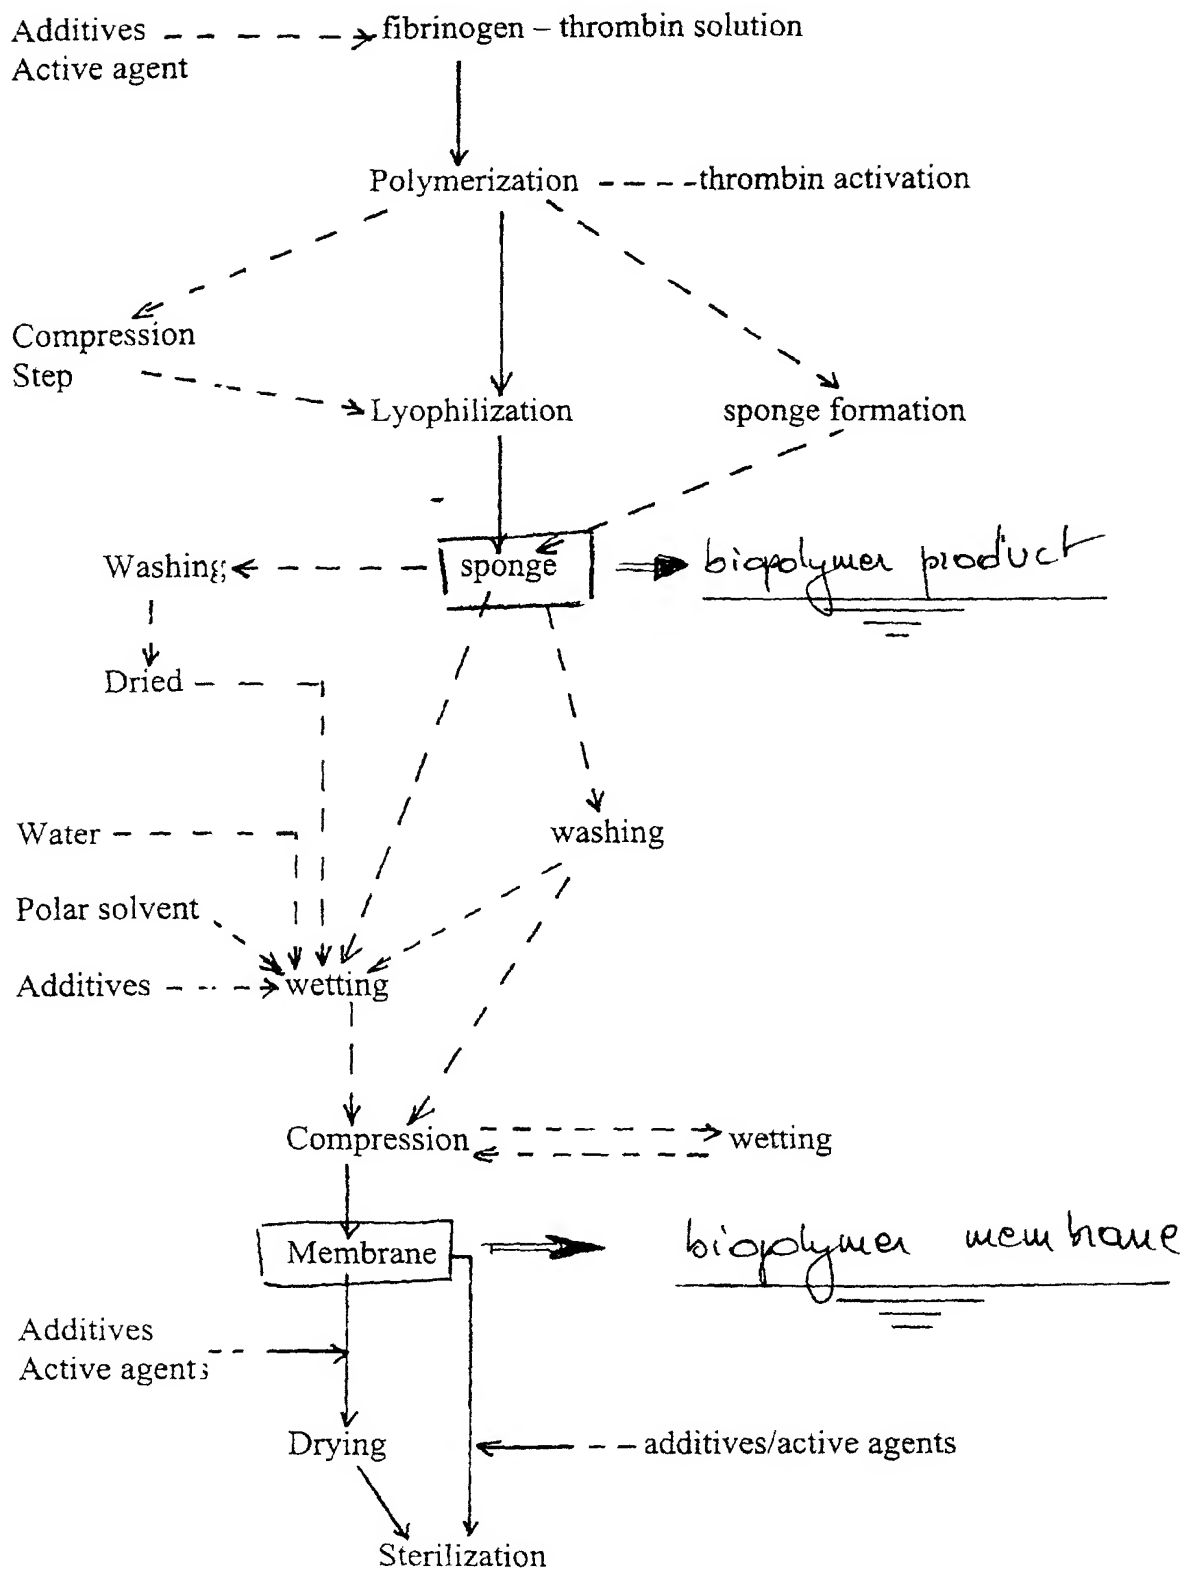 Additives
fibrinogen – thrombin solution
Active agent
Polymerization
thrombin activation
Compression
Step
Lyophilization
sponge formation
Washing
sponge
biopolymer product
Dried
Water
washing
Polar solvent
Additives
wetting
Compression
wetting
Membrane
biopolymer membrane
Additives
Active agents
Drying
additives/active agents
Sterilization